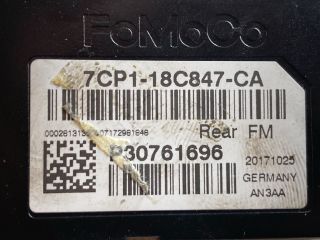 FoMoCo
7CP1-18C847-CA
Rear FM
P30761696
20171025
GERMANY
AN3AA